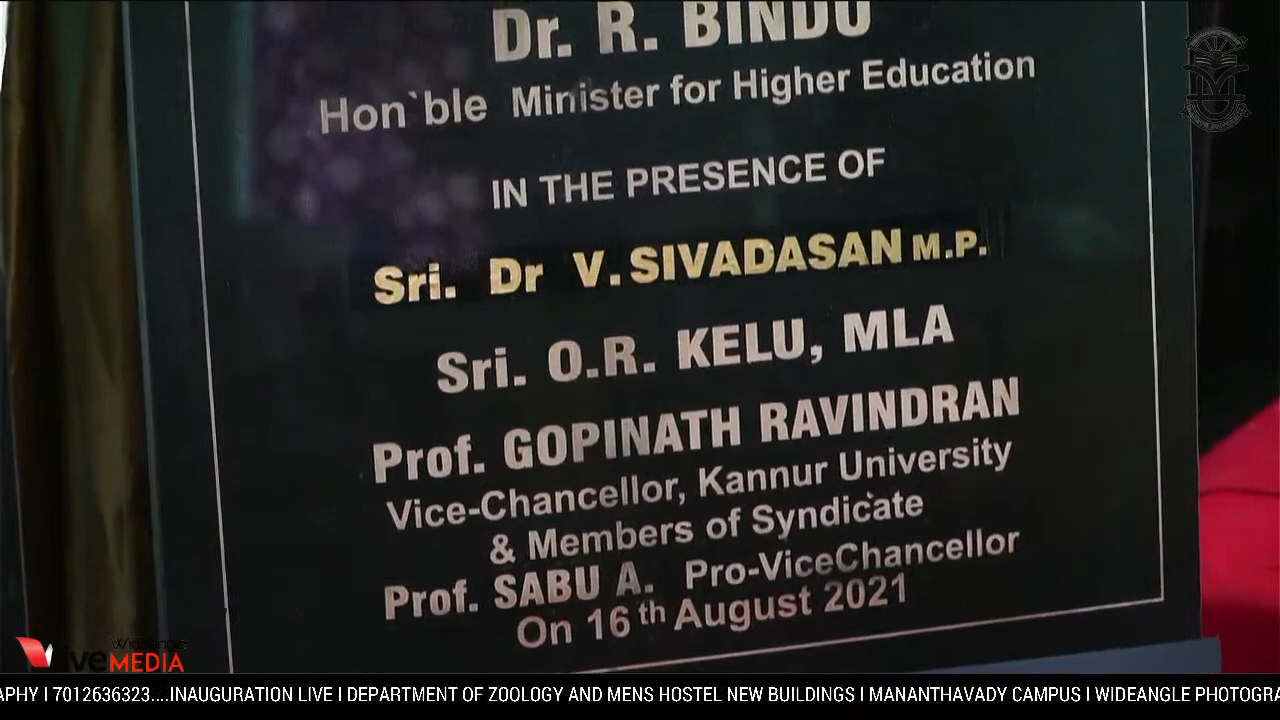 Dr. R. BINDU
Hon`ble Minister for Higher Education
IN THE PRESENCE OF
Sri. Dr V. SIVADASAN M.P.
Sri. O.R. KELU, MLA
Prof. GOPINATH RAVINDRAN
Vice-Chancellor, Kannur University
& Members of Syndicate
Prof. SABU A. Pro-ViceChancellor
On 16 th August 2021
Wideangle
live MEDIA
APHY I 7012636323....INAUGURATION LIVE I DEPARTMENT OF ZOOLOGY AND MENS HOSTEL NEW BUILDINGS I MANANTHAVADY CAMPUS I WIDEANGLE PHOTOGRA